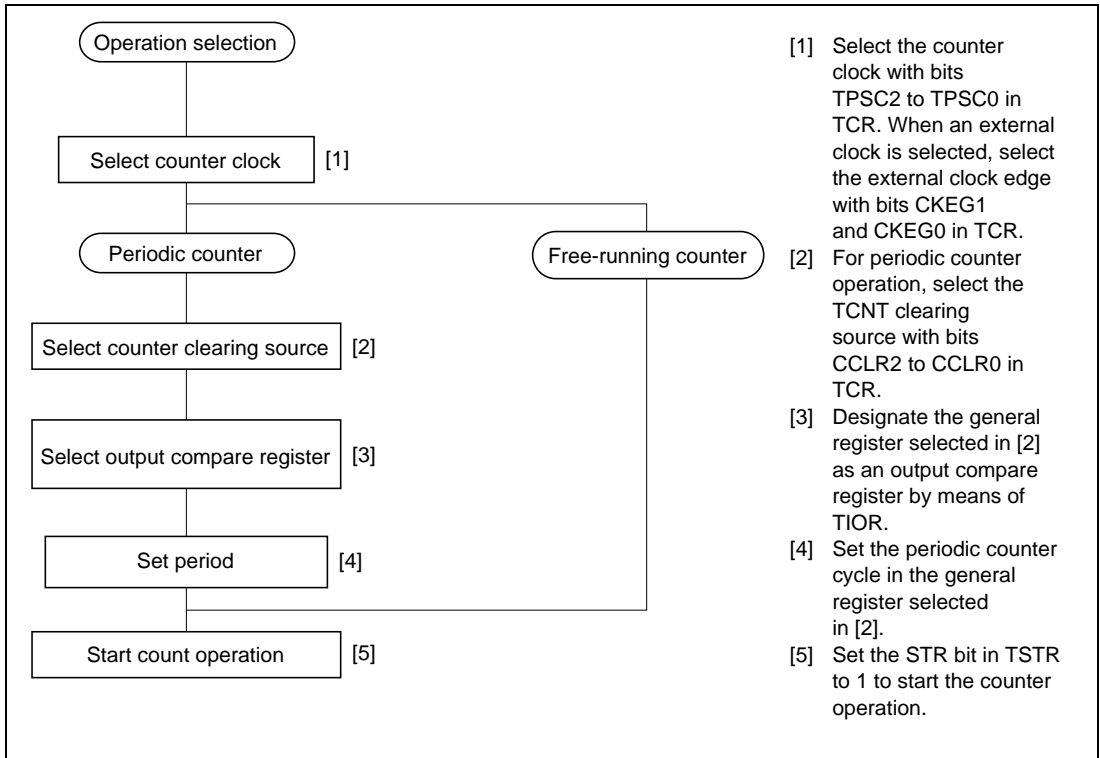 Operation selection
Select counter clock [1]
Periodic counter
Free-running counter
Select counter clearing source [2]
Select output compare register [3]
Set period [4]
Start count operation [5]
[1] Select the counter
clock with bits
TPSC2 to TPSC0 in
TCR. When an external
clock is selected, select
the external clock edge
with bits CKEG1
and CKEG0 in TCR.
[2] For periodic counter
operation, select the
TCNT clearing
source with bits
CCLR2 to CCLR0 in
TCR.
[3] Designate the general
register selected in [2]
as an output compare
register by means of
TIOR.
[4] Set the periodic counter
cycle in the general
register selected
in [2].
[5] Set the STR bit in TSTR
to 1 to start the counter
operation.